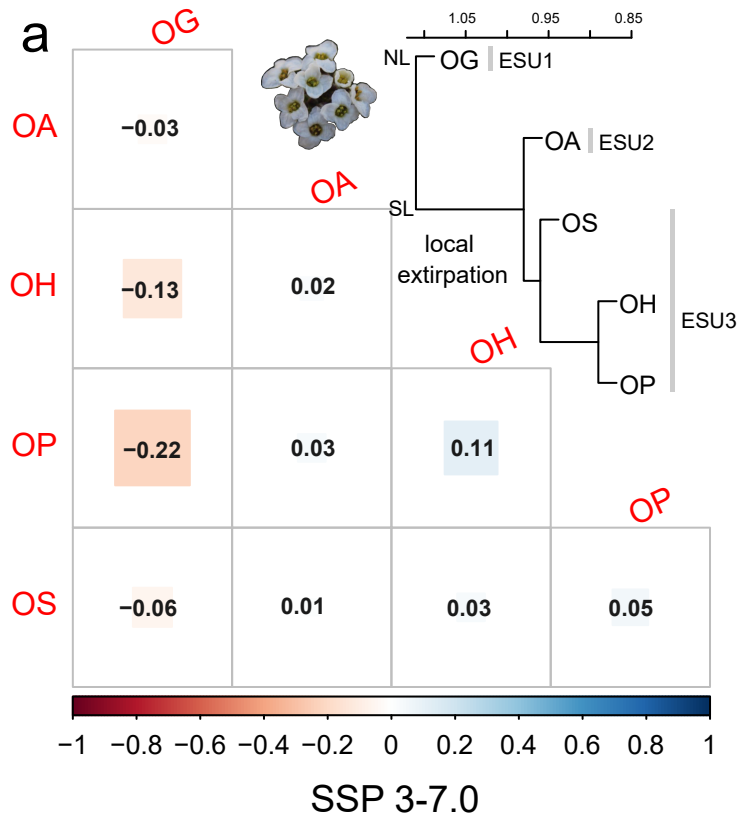 a
OG
1.05 0.95 0.85
NL OG ESU1
OA −0.03
OA ESU2
OA
SL
OS
local
extirpation
OH −0.13 0.02
OH
ESU3
OH
OP
OP −0.22 0.03 0.11
OP
OS −0.06 0.01 0.03 0.05
−1 −0.8 −0.6 −0.4 −0.2 0 0.2 0.4 0.6 0.8 1
SSP 3-7.0